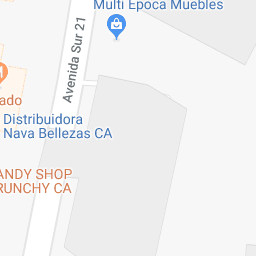 Multi Epoca Muebles
Avenida Sur 21
ado
Distribuidora
Nava Bellezas CA
ANDY SHOP
RUNCHY CA